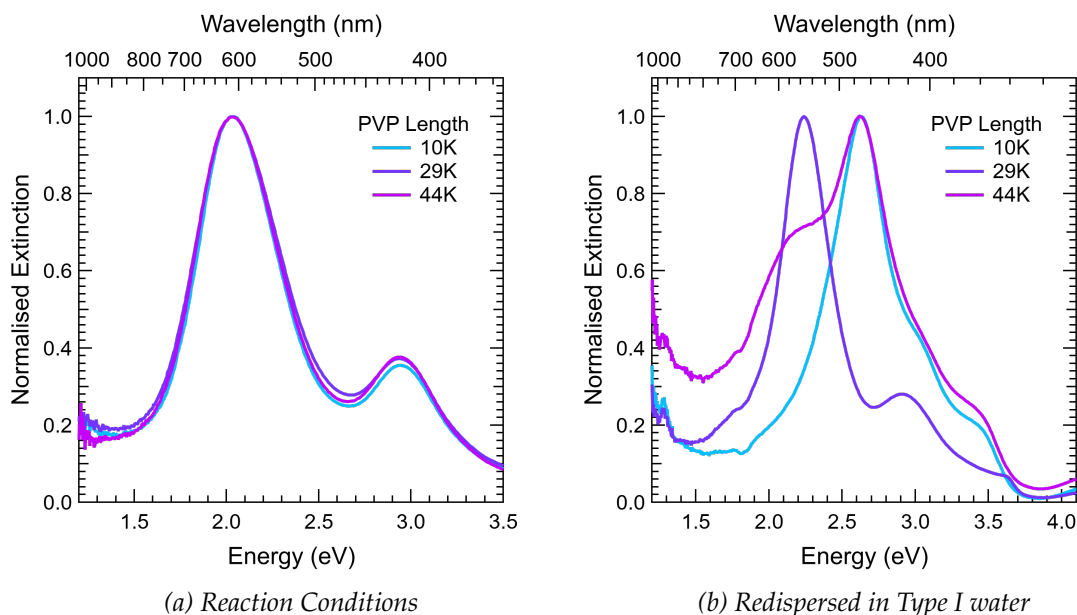 Wavelength (nm)
1000 800 700 600 500 400
1.0
0.8
0.6
0.4
0.2
0.0
Normalised Extinction
PVP Length
10K
29K
44K
1.5 2.0 2.5 3.0 3.5
Energy (eV)
(a) Reaction Conditions
Wavelength (nm)
1000 700 600 500 400
1.0
0.8
0.6
0.4
0.2
0.0
Normalised Extinction
PVP Length
10K
29K
44K
1.5 2.0 2.5 3.0 3.5 4.0
Energy (eV)
(b) Redispersed in Type I water